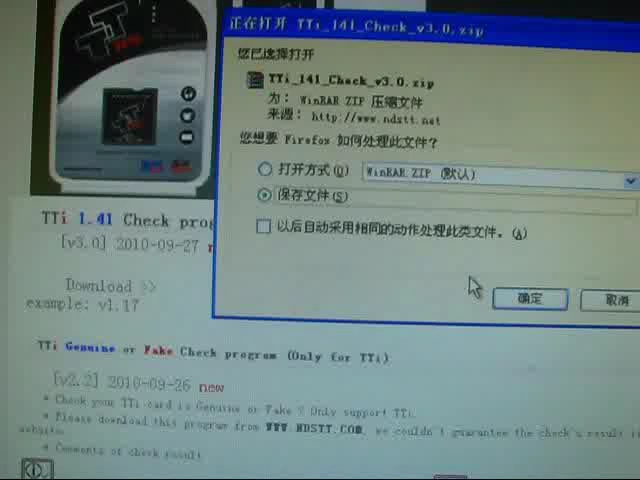 TTi
正在打开 TTi_141_Check_v3.0.zip
您已选择打开
TTi_141_Check_v3.0.zip
为: WinRAR ZIP 压缩文件
来源: http://www.ndstt.net
您想要 Firefox 如何处理此文件?
打开方式(O) WinRAR.ZIP (默认)
保存文件(S)
以后自动采用相同的动作处理此类文件。(A)
确定 取消
TTi 1.41 Check prog
[v3.0] 2010-09-27 n
Download >>
example: v1.17
TTi Genuine or Fake Check program (Only for TTi)
[v2.2] 2010-09-26 new
* Check your TTi card is Genuine or Fake ? Only support TTi.
* Please download this program from WWW.NDSTT.COM, we couldn't guarantee the check's result i
website.
* Comments of check result